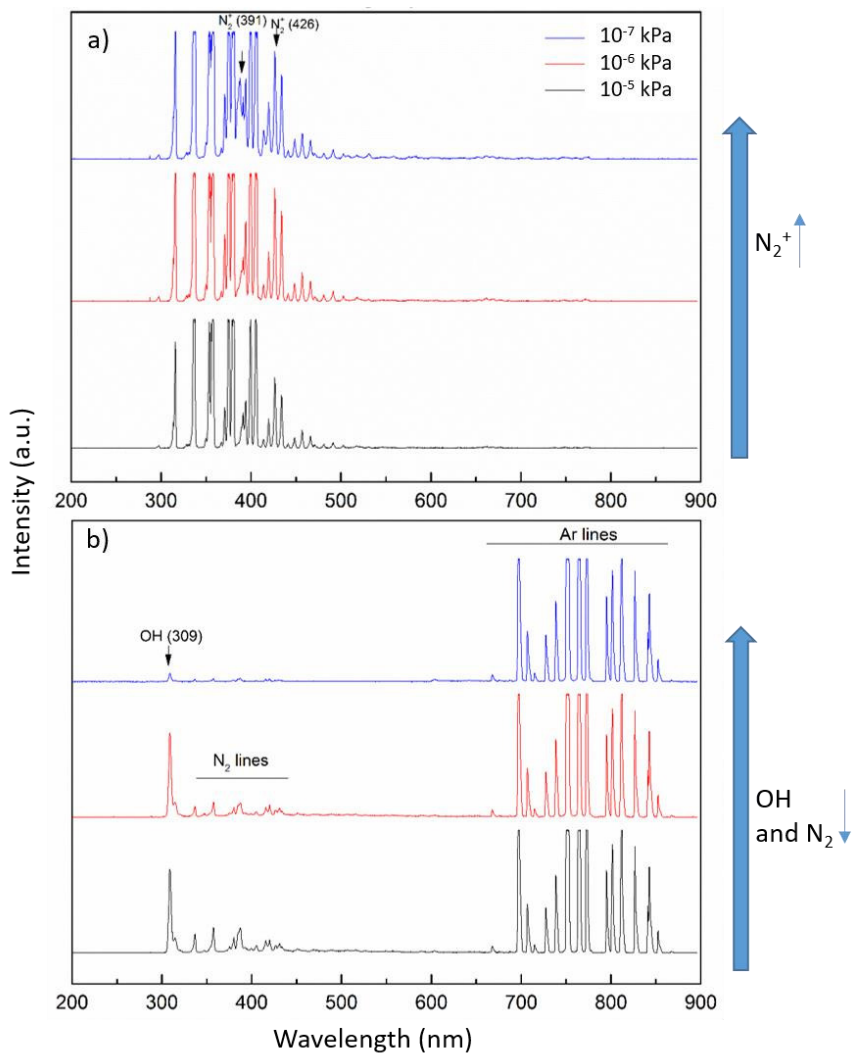 a)
N₂⁺ (391)
N₂⁺ (426)
10⁻⁷ kPa
10⁻⁶ kPa
10⁻⁵ kPa
N₂⁺
200 300 400 500 600 700 800 900
Intensity (a.u.)
b)
Ar lines
OH (309)
N₂ lines
OH
and N₂
200 300 400 500 600 700 800 900
Wavelength (nm)